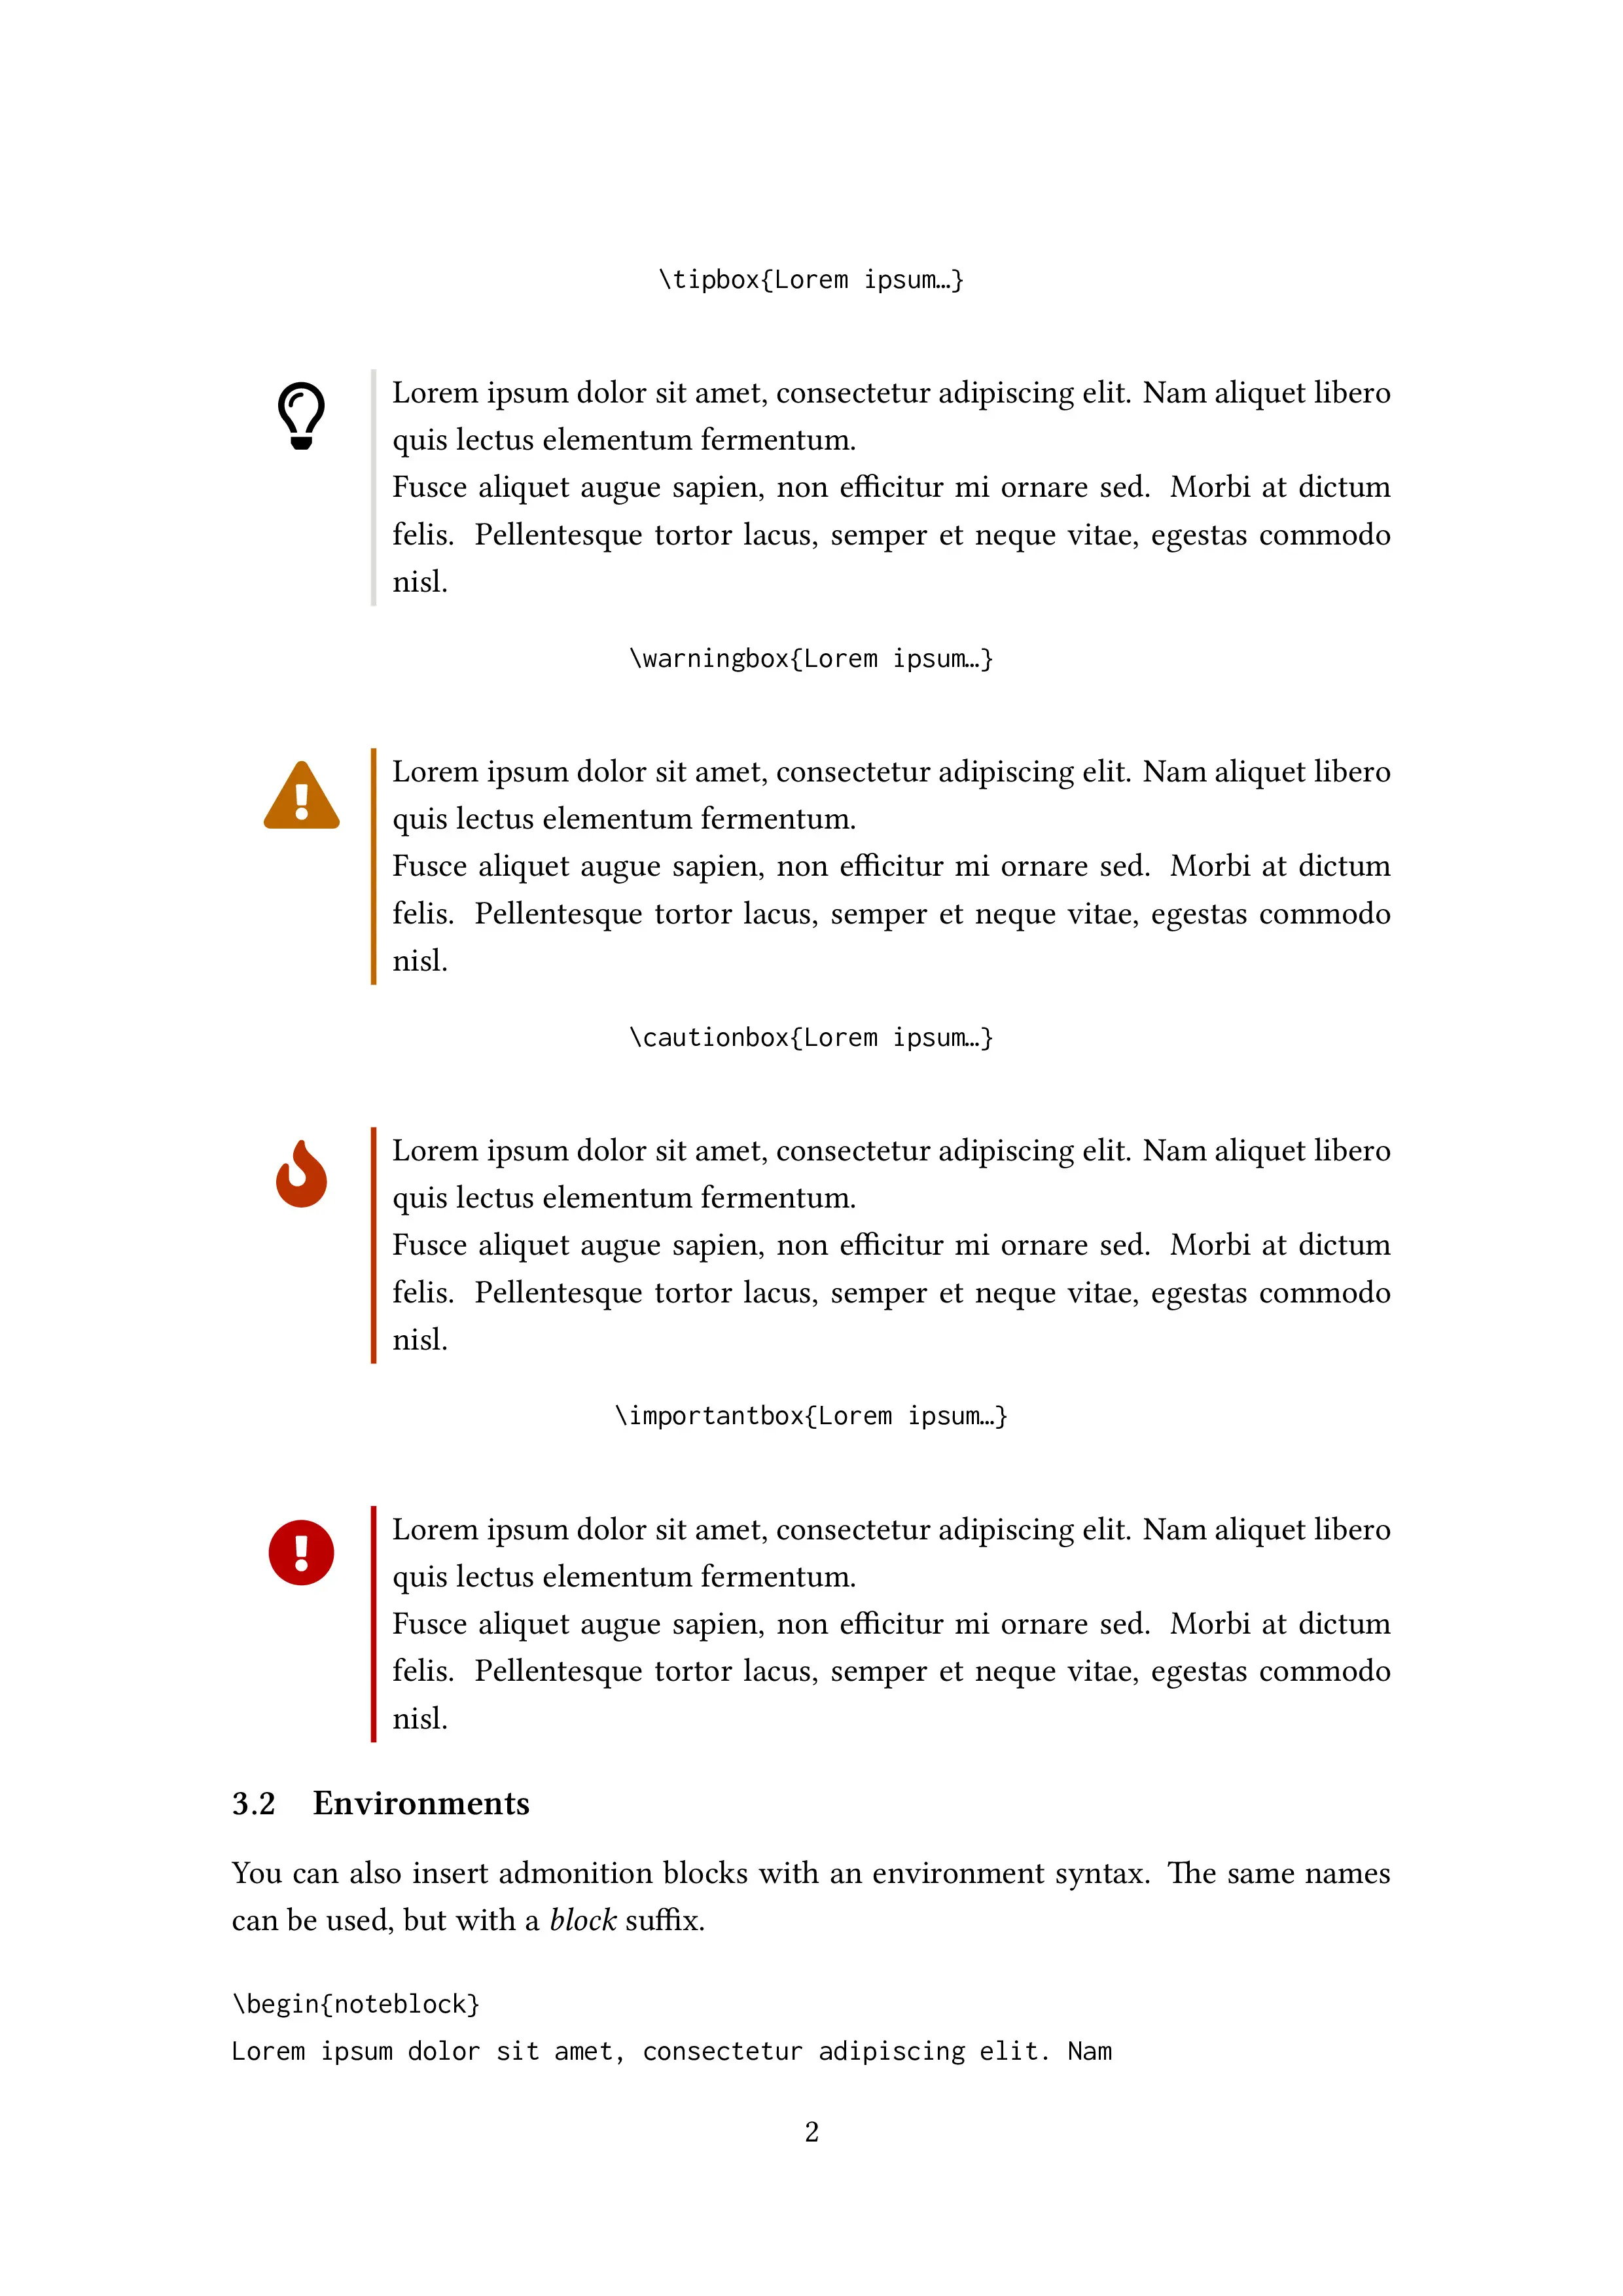 \tipbox{Lorem ipsum…}
Lorem ipsum dolor sit amet, consectetur adipiscing elit. Nam aliquet libero
quis lectus elementum fermentum.
Fusce aliquet augue sapien, non efficitur mi ornare sed. Morbi at dictum
felis. Pellentesque tortor lacus, semper et neque vitae, egestas commodo
nisl.
\warningbox{Lorem ipsum…}
Lorem ipsum dolor sit amet, consectetur adipiscing elit. Nam aliquet libero
quis lectus elementum fermentum.
Fusce aliquet augue sapien, non efficitur mi ornare sed. Morbi at dictum
felis. Pellentesque tortor lacus, semper et neque vitae, egestas commodo
nisl.
\cautionbox{Lorem ipsum…}
Lorem ipsum dolor sit amet, consectetur adipiscing elit. Nam aliquet libero
quis lectus elementum fermentum.
Fusce aliquet augue sapien, non efficitur mi ornare sed. Morbi at dictum
felis. Pellentesque tortor lacus, semper et neque vitae, egestas commodo
nisl.
\importantbox{Lorem ipsum…}
Lorem ipsum dolor sit amet, consectetur adipiscing elit. Nam aliquet libero
quis lectus elementum fermentum.
Fusce aliquet augue sapien, non efficitur mi ornare sed. Morbi at dictum
felis. Pellentesque tortor lacus, semper et neque vitae, egestas commodo
nisl.
3.2 Environments
You can also insert admonition blocks with an environment syntax. The same names
can be used, but with a block suffix.
\begin{noteblock}
Lorem ipsum dolor sit amet, consectetur adipiscing elit. Nam
2